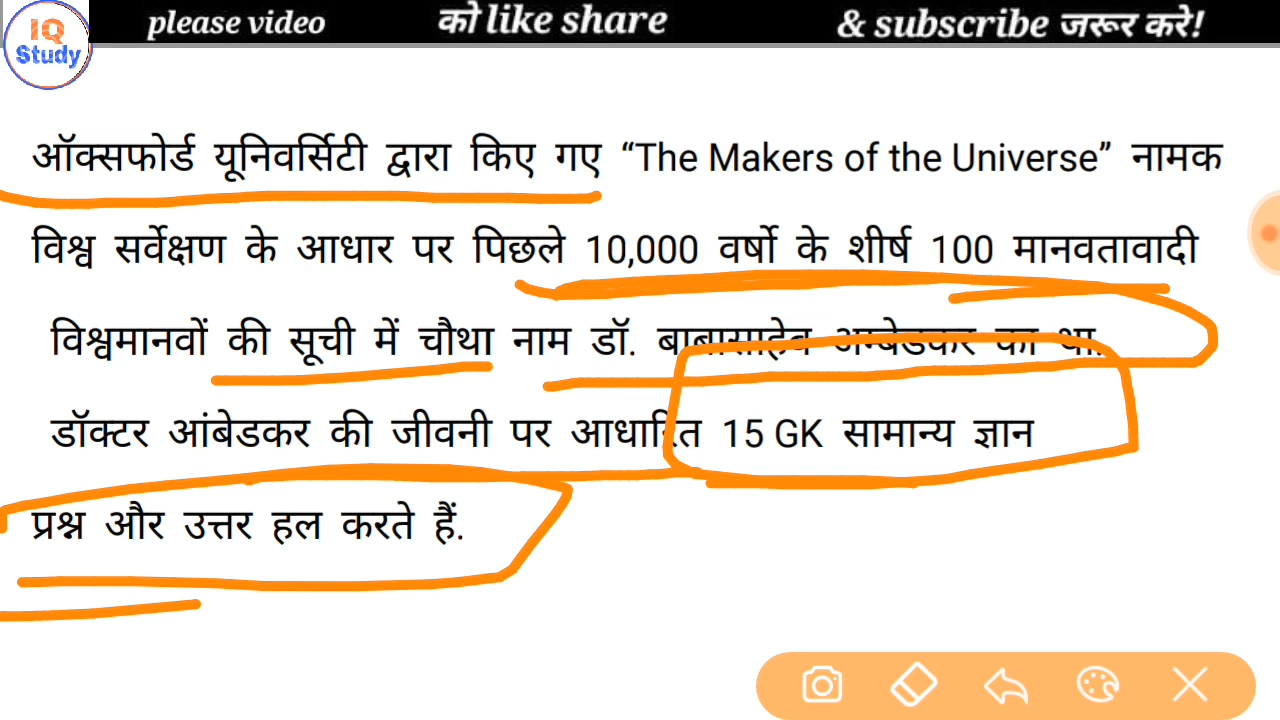 please video को like share & subscribe जरूर करे!
IQ
Study
ऑक्सफोर्ड यूनिवर्सिटी द्वारा किए गए “The Makers of the Universe” नामक
विश्व सर्वेक्षण के आधार पर पिछले 10,000 वर्षो के शीर्ष 100 मानवतावादी
विश्वमानवों की सूची में चौथा नाम डॉ. बाबासाहेब अम्बेडकर का था.
डॉक्टर आंबेडकर की जीवनी पर आधारित 15 GK सामान्य ज्ञान
प्रश्न और उत्तर हल करते हैं.